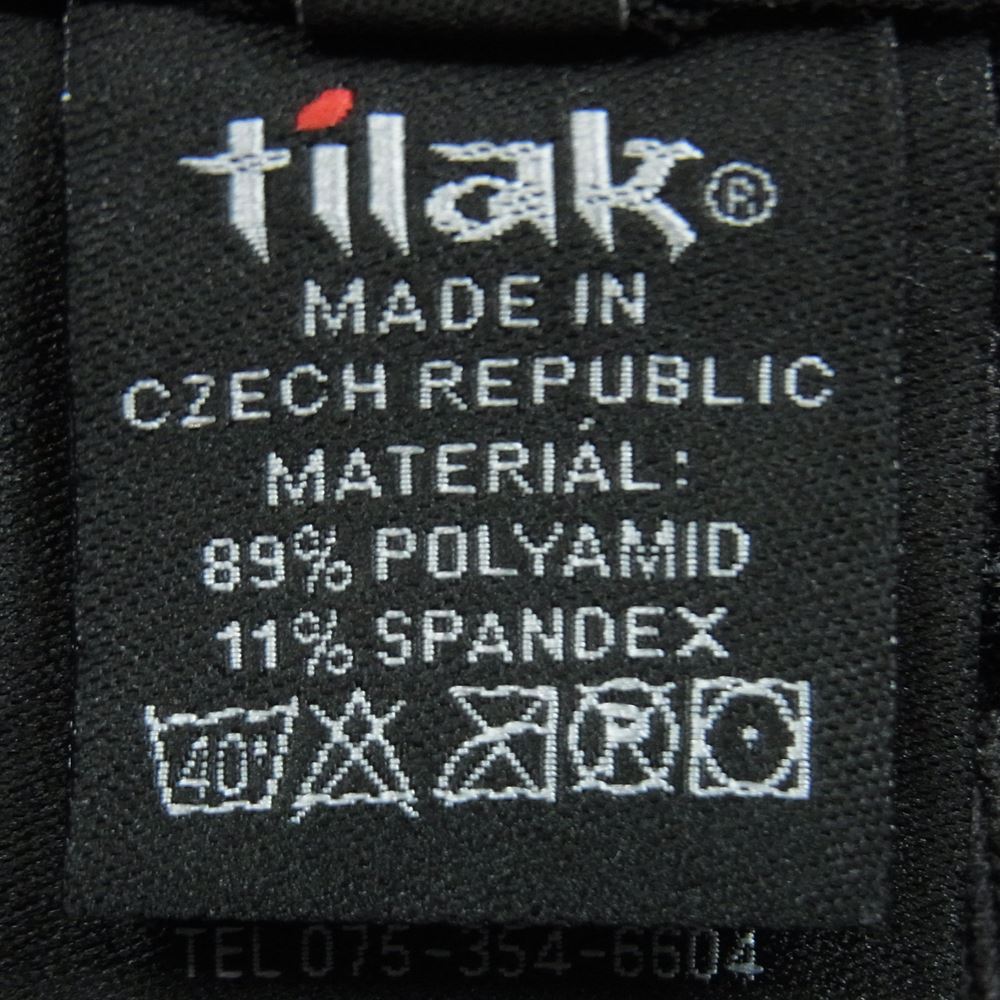 tilak®
MADE IN
CZECH REPUBLIC
MATERIÁL:
89% POLYAMID
11% SPANDEX
40° P
TEL 075-354-6604